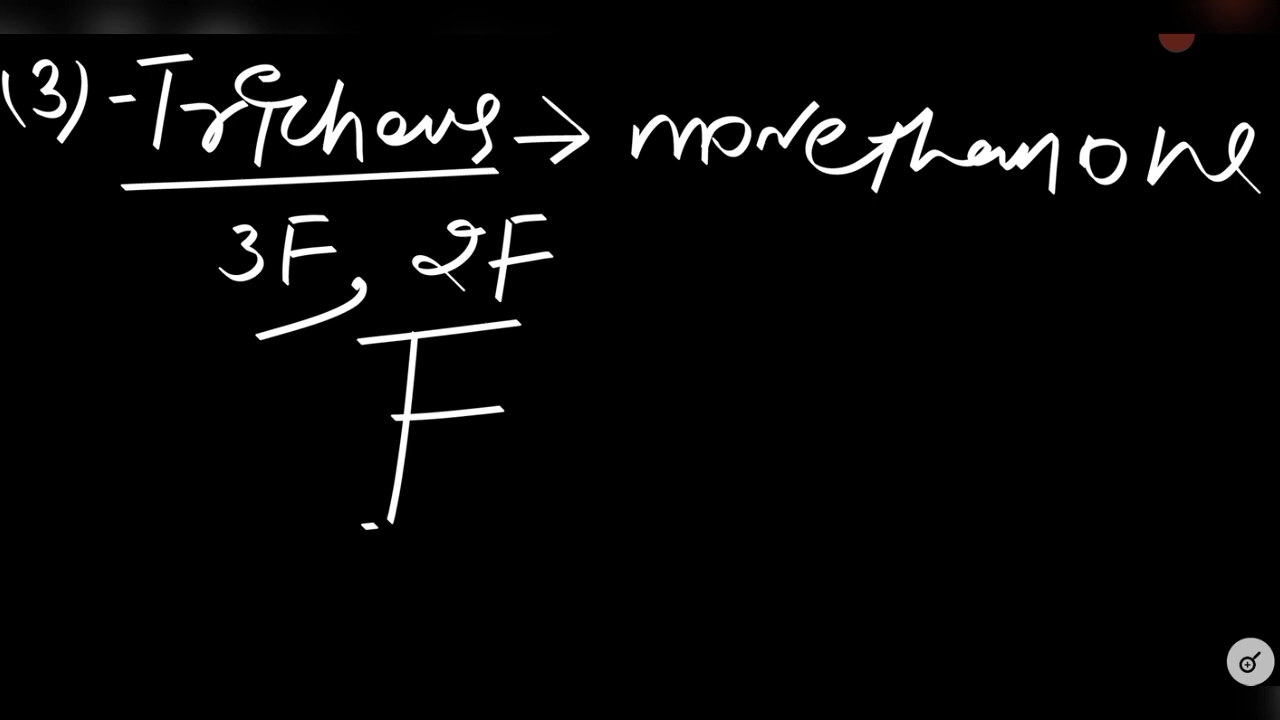 (3) - Trichous → more than one
3F, 2F
F